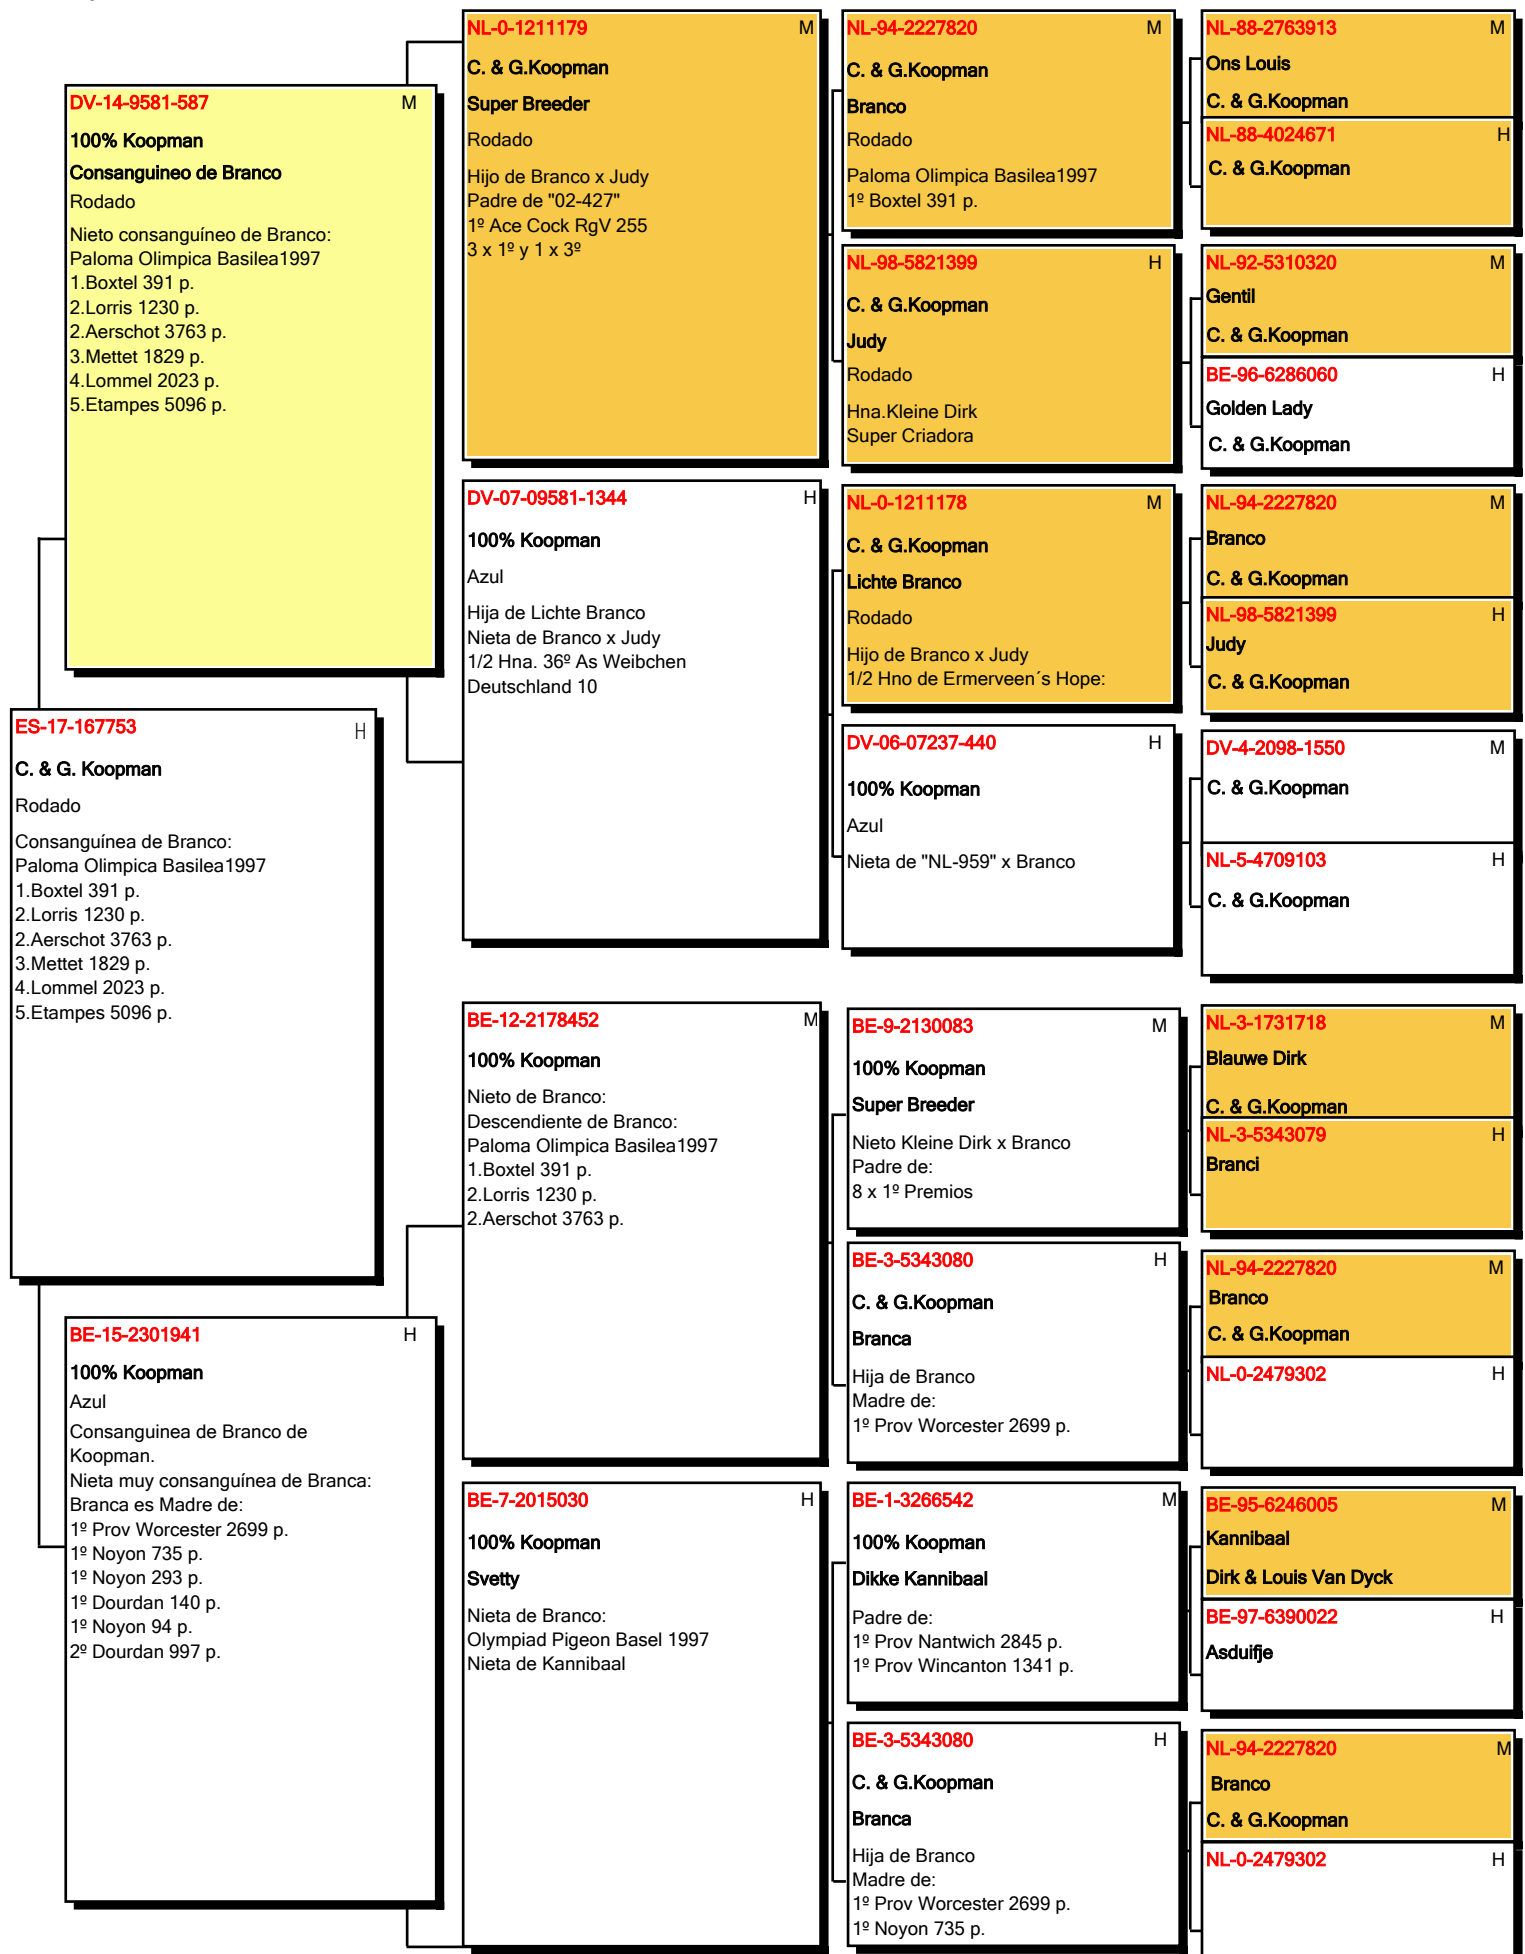 NL-0-1211179 M
C. & G.Koopman
Super Breeder
Rodado
Hijo de Branco x Judy
Padre de "02-427"
1º Ace Cock RgV 255
3 x 1º y 1 x 3º
NL-94-2227820 M
C. & G.Koopman
Branco
Rodado
Paloma Olimpica Basilea1997
1º Boxtel 391 p.
NL-88-2763913 M
Ons Louis
C. & G.Koopman
NL-88-4024671 H
C. & G.Koopman
DV-14-9581-587 M
100% Koopman
Consanguineo de Branco
Rodado
Nieto consanguíneo de Branco:
Paloma Olimpica Basilea1997
1.Boxtel 391 p.
2.Lorris 1230 p.
2.Aerschot 3763 p.
3.Mettet 1829 p.
4.Lommel 2023 p.
5.Etampes 5096 p.
NL-98-5821399 H
C. & G.Koopman
Judy
Rodado
Hna.Kleine Dirk
Super Criadora
NL-92-5310320 M
Gentil
C. & G.Koopman
BE-96-6286060 H
Golden Lady
C. & G.Koopman
DV-07-09581-1344 H
100% Koopman
Azul
Hija de Lichte Branco
Nieta de Branco x Judy
1/2 Hna. 36º As Weibchen
Deutschland 10
NL-0-1211178 M
C. & G.Koopman
Lichte Branco
Rodado
Hijo de Branco x Judy
1/2 Hno de Ermerveen´s Hope:
NL-94-2227820 M
Branco
C. & G.Koopman
NL-98-5821399 H
Judy
C. & G.Koopman
DV-06-07237-440 H
100% Koopman
Azul
Nieta de "NL-959" x Branco
DV-4-2098-1550 M
C. & G.Koopman
NL-5-4709103 H
C. & G.Koopman
ES-17-167753 H
C. & G. Koopman
Rodado
Consanguínea de Branco:
Paloma Olimpica Basilea1997
1.Boxtel 391 p.
2.Lorris 1230 p.
2.Aerschot 3763 p.
3.Mettet 1829 p.
4.Lommel 2023 p.
5.Etampes 5096 p.
BE-12-2178452 M
100% Koopman
Nieto de Branco:
Descendiente de Branco:
Paloma Olimpica Basilea1997
1.Boxtel 391 p.
2.Lorris 1230 p.
2.Aerschot 3763 p.
BE-9-2130083 M
100% Koopman
Super Breeder
Nieto Kleine Dirk x Branco
Padre de:
8 x 1º Premios
NL-3-1731718 M
Blauwe Dirk
C. & G.Koopman
NL-3-5343079 H
Branci
BE-3-5343080 H
C. & G.Koopman
Branca
Hija de Branco
Madre de:
1º Prov Worcester 2699 p.
NL-94-2227820 M
Branco
C. & G.Koopman
NL-0-2479302 H
BE-15-2301941 H
100% Koopman
Azul
Consanguinea de Branco de
Koopman.
Nieta muy consanguínea de Branca:
Branca es Madre de:
1º Prov Worcester 2699 p.
1º Noyon 735 p.
1º Noyon 293 p.
1º Dourdan 140 p.
1º Noyon 94 p.
2º Dourdan 997 p.
BE-7-2015030 H
100% Koopman
Svetty
Nieta de Branco:
Olympiad Pigeon Basel 1997
Nieta de Kannibaal
BE-1-3266542 M
100% Koopman
Dikke Kannibaal
Padre de:
1º Prov Nantwich 2845 p.
1º Prov Wincanton 1341 p.
BE-95-6246005 M
Kannibaal
Dirk & Louis Van Dyck
BE-97-6390022 H
Asduifje
BE-3-5343080 H
C. & G.Koopman
Branca
Hija de Branco
Madre de:
1º Prov Worcester 2699 p.
1º Noyon 735 p.
NL-94-2227820 M
Branco
C. & G.Koopman
NL-0-2479302 H